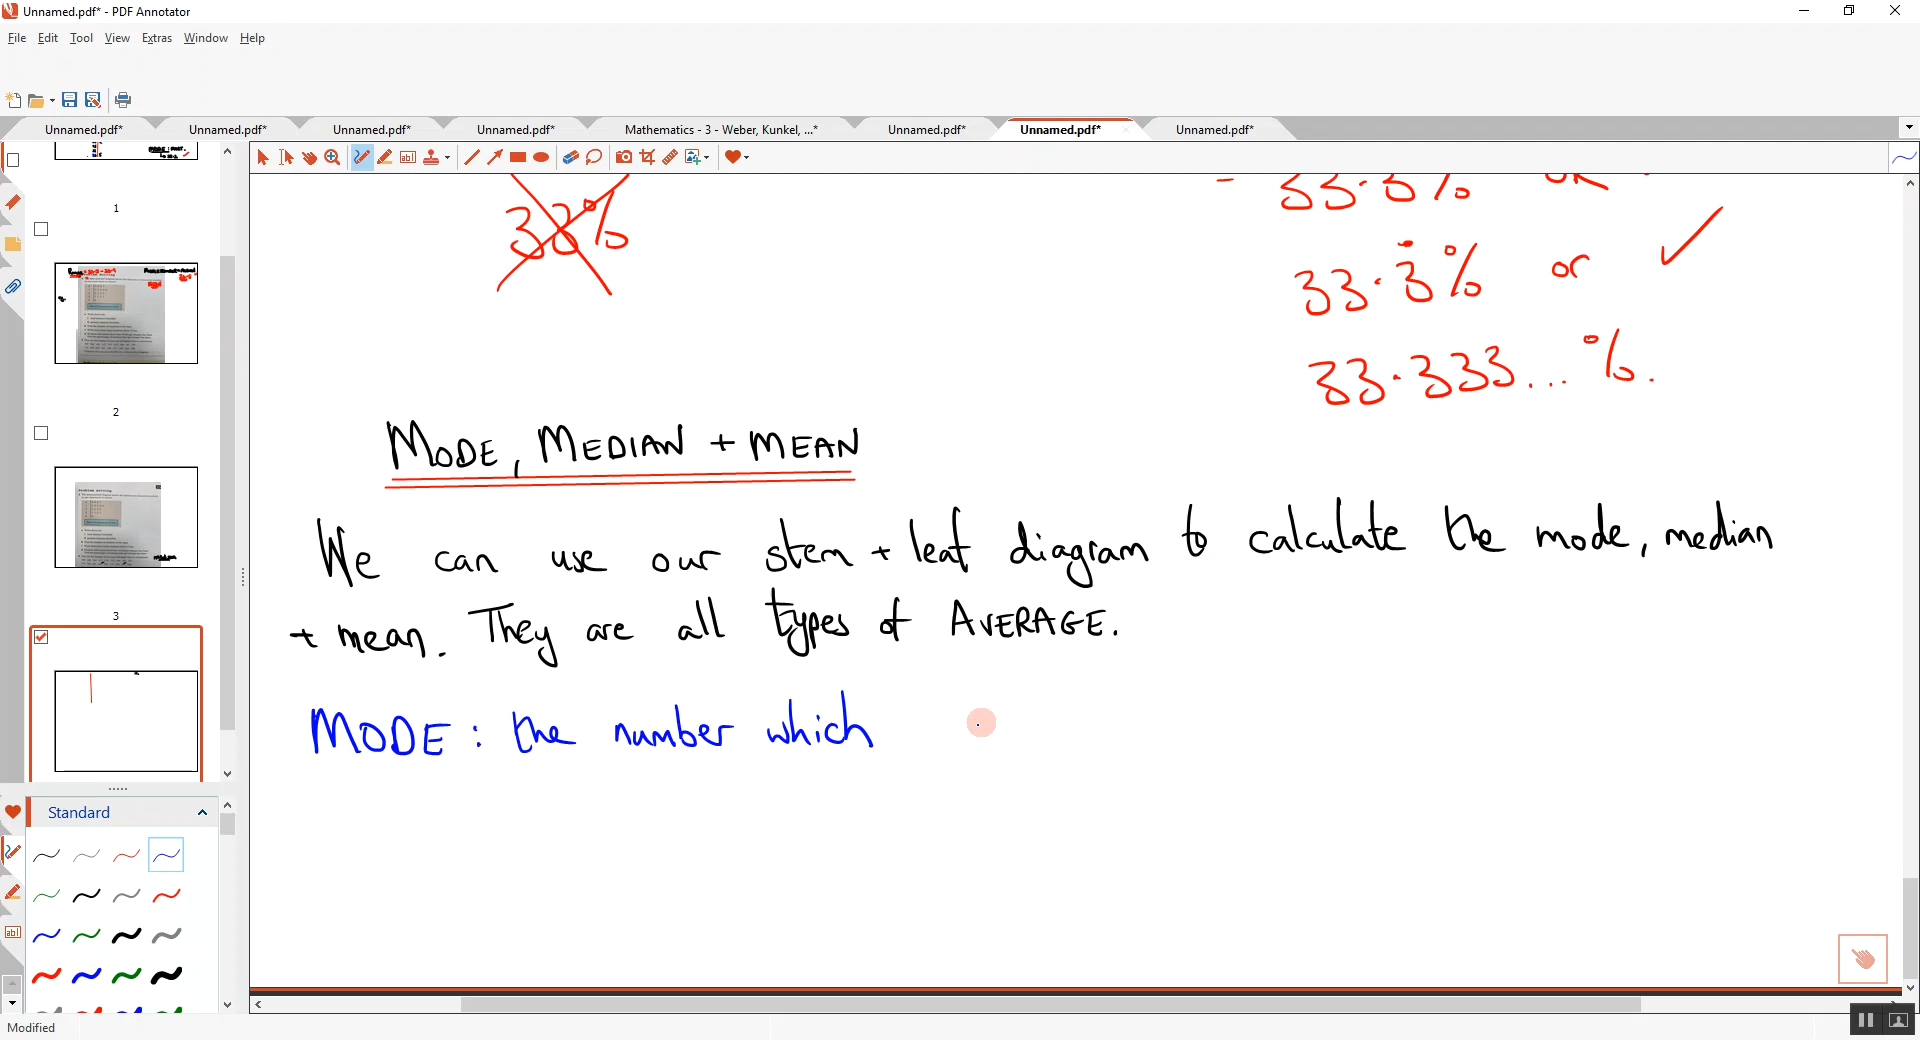 Unnamed.pdf* - PDF Annotator
File Edit Tool View Extras Window Help
Unnamed.pdf* Unnamed.pdf* Unnamed.pdf* Unnamed.pdf* Mathematics - 3 - Weber, Kunkel, ...* Unnamed.pdf* Unnamed.pdf* Unnamed.pdf*
1
2
3
Standard
Modified
33%
= 33.3% or
33.3̇% or ✓
33.333...%.
MODE, MEDIAN + MEAN
We can use our stem + leaf diagram to calculate the mode, median
+ mean. They are all types of AVERAGE.
MODE : the number which